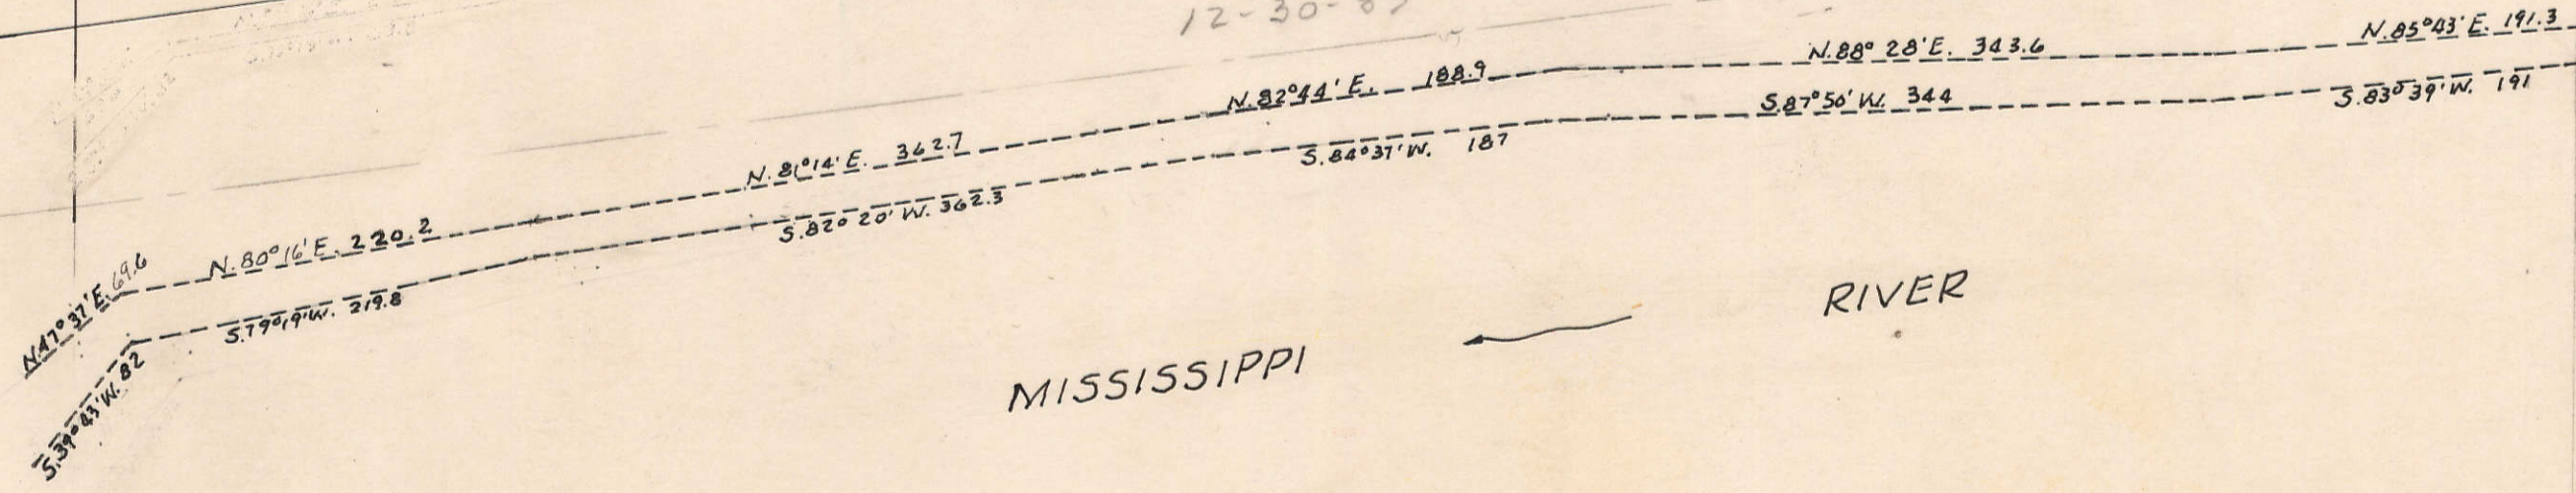 12-30-
N.85°43'E. 191.3
N.88° 28'E. 343.6
N.82°44'E. 188.9
N.81°14'E. 362.7
N.80°16'E. 220.2
N.47°37'E. 69.6
S.83°39'W. 191
S.87°50'W. 344
S.84°37'W. 187
S.82° 20' W. 362.3
S.79°19'W. 219.8
S.39°43'W. 82
RIVER
MISSISSIPPI